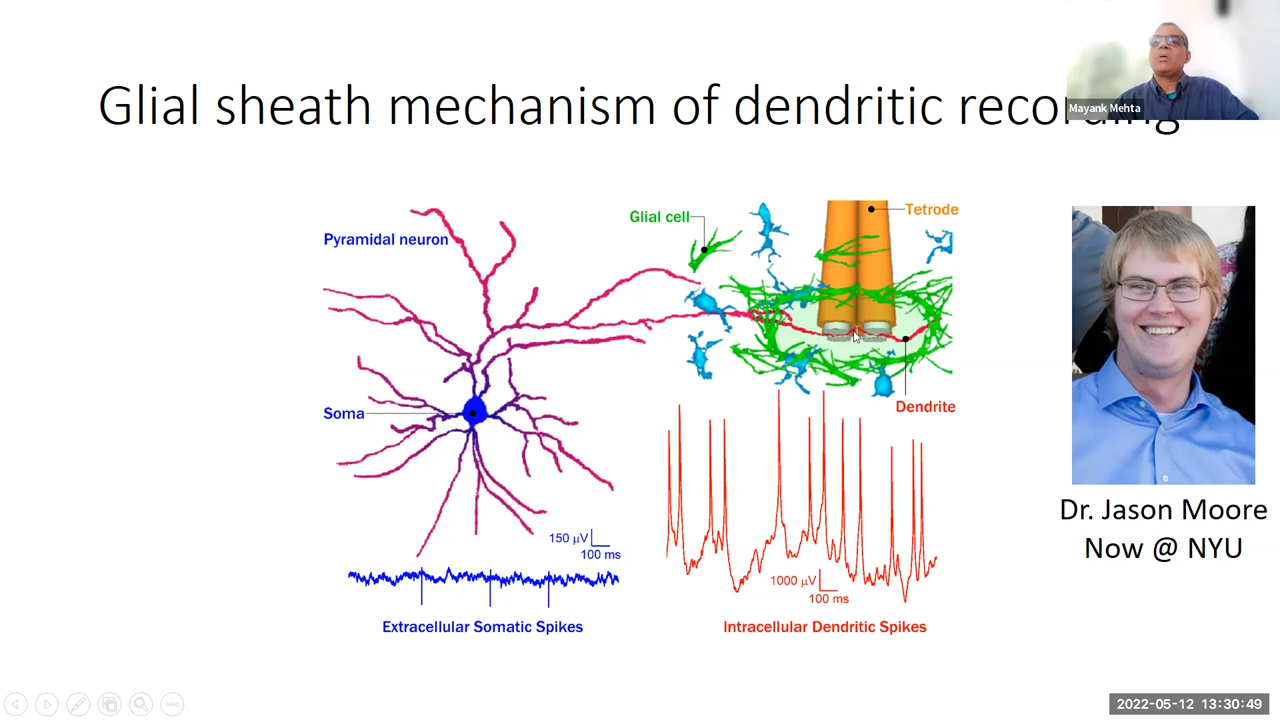 Mayank Mehta
Glial sheath mechanism of dendritic recording
Glial cell
Tetrode
Pyramidal neuron
Soma
Dendrite
150 µV
100 ms
1000 µV
100 ms
Extracellular Somatic Spikes
Intracellular Dendritic Spikes
Dr. Jason Moore
Now @ NYU
2022-05-12 13:30:49